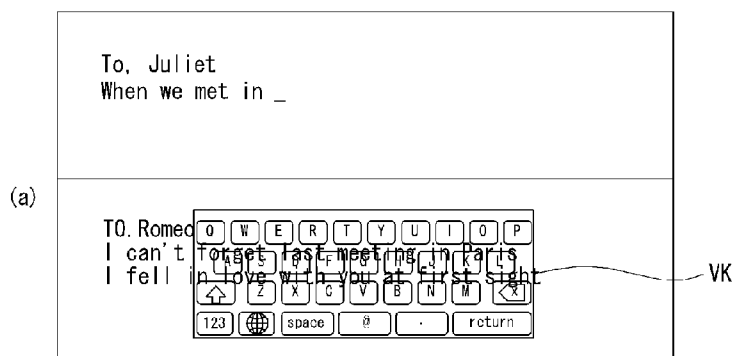 To, Juliet
When we met in _
(a)
TO. Romeo
Q W E R T Y U I O P
I can't forget last meeting in Paris
A S D F G H J K L
I fell in love with you at first sight
VK
Z X C V B N M X
123 space @ . return